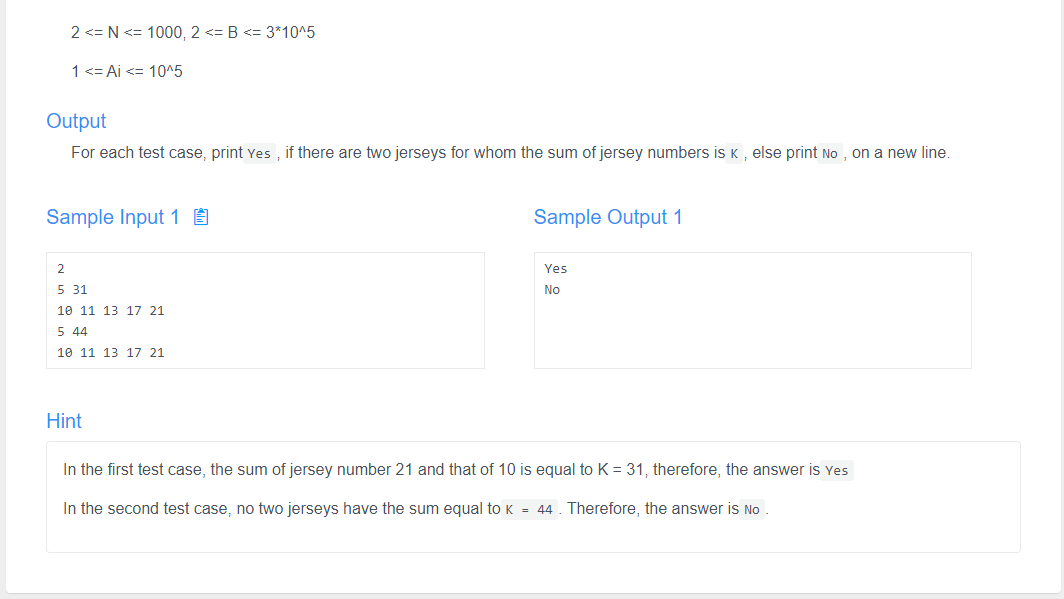 2 <= N <= 1000, 2 <= B <= 3*10^5
1 <= Ai <= 10^5
Output
For each test case, print Yes , if there are two jerseys for whom the sum of jersey numbers is K , else print No , on a new line.
Sample Input 1
2
5 31
10 11 13 17 21
5 44
10 11 13 17 21
Sample Output 1
Yes
No
Hint
In the first test case, the sum of jersey number 21 and that of 10 is equal to K = 31, therefore, the answer is Yes
In the second test case, no two jerseys have the sum equal to K = 44 . Therefore, the answer is No .